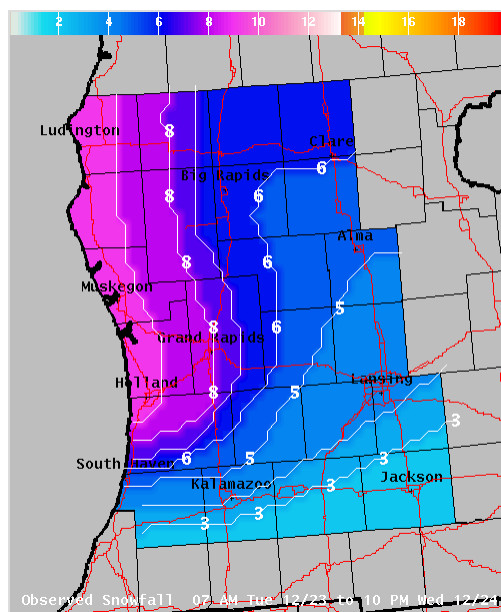 2 4 6 8 10 12 14 16 18
8
Ludington
Clare
8
6
Big Rapids
6
Alma
8
6
Muskegon
5
8
6
Grand Rapids
Holland
Lansing
8
5
3
South Haven
6
5
3
Kalamazoo
3
Jackson
3
3
Observed Snowfall 07 AM Tue 12/23 to 10 PM Wed 12/24